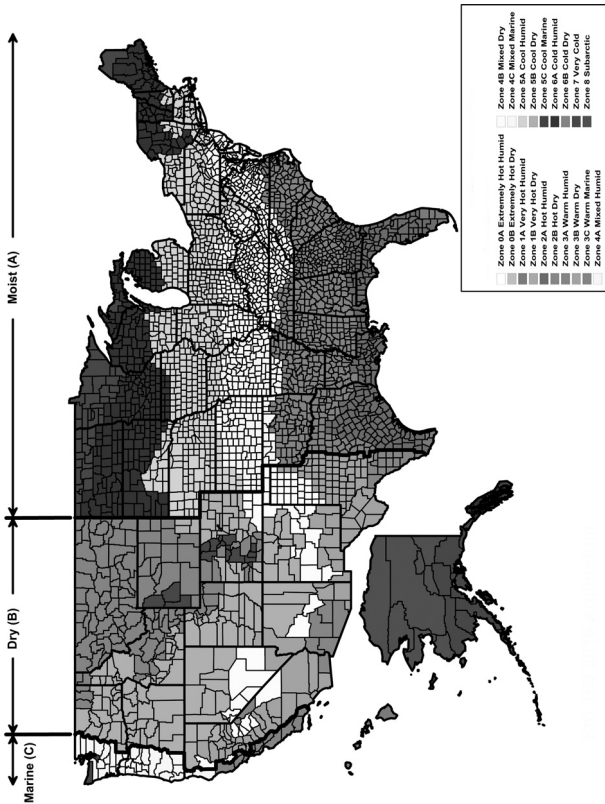 Marine (C)
Dry (B)
Moist (A)
Zone 0A Extremely Hot Humid
Zone 0B Extremely Hot Dry
Zone 1A Very Hot Humid
Zone 1B Very Hot Dry
Zone 2A Hot Humid
Zone 2B Hot Dry
Zone 3A Warm Humid
Zone 3B Warm Dry
Zone 3C Warm Marine
Zone 4A Mixed Humid
Zone 4B Mixed Dry
Zone 4C Mixed Marine
Zone 5A Cool Humid
Zone 5B Cool Dry
Zone 5C Cool Marine
Zone 6A Cold Humid
Zone 6B Cold Dry
Zone 7 Very Cold
Zone 8 Subarctic